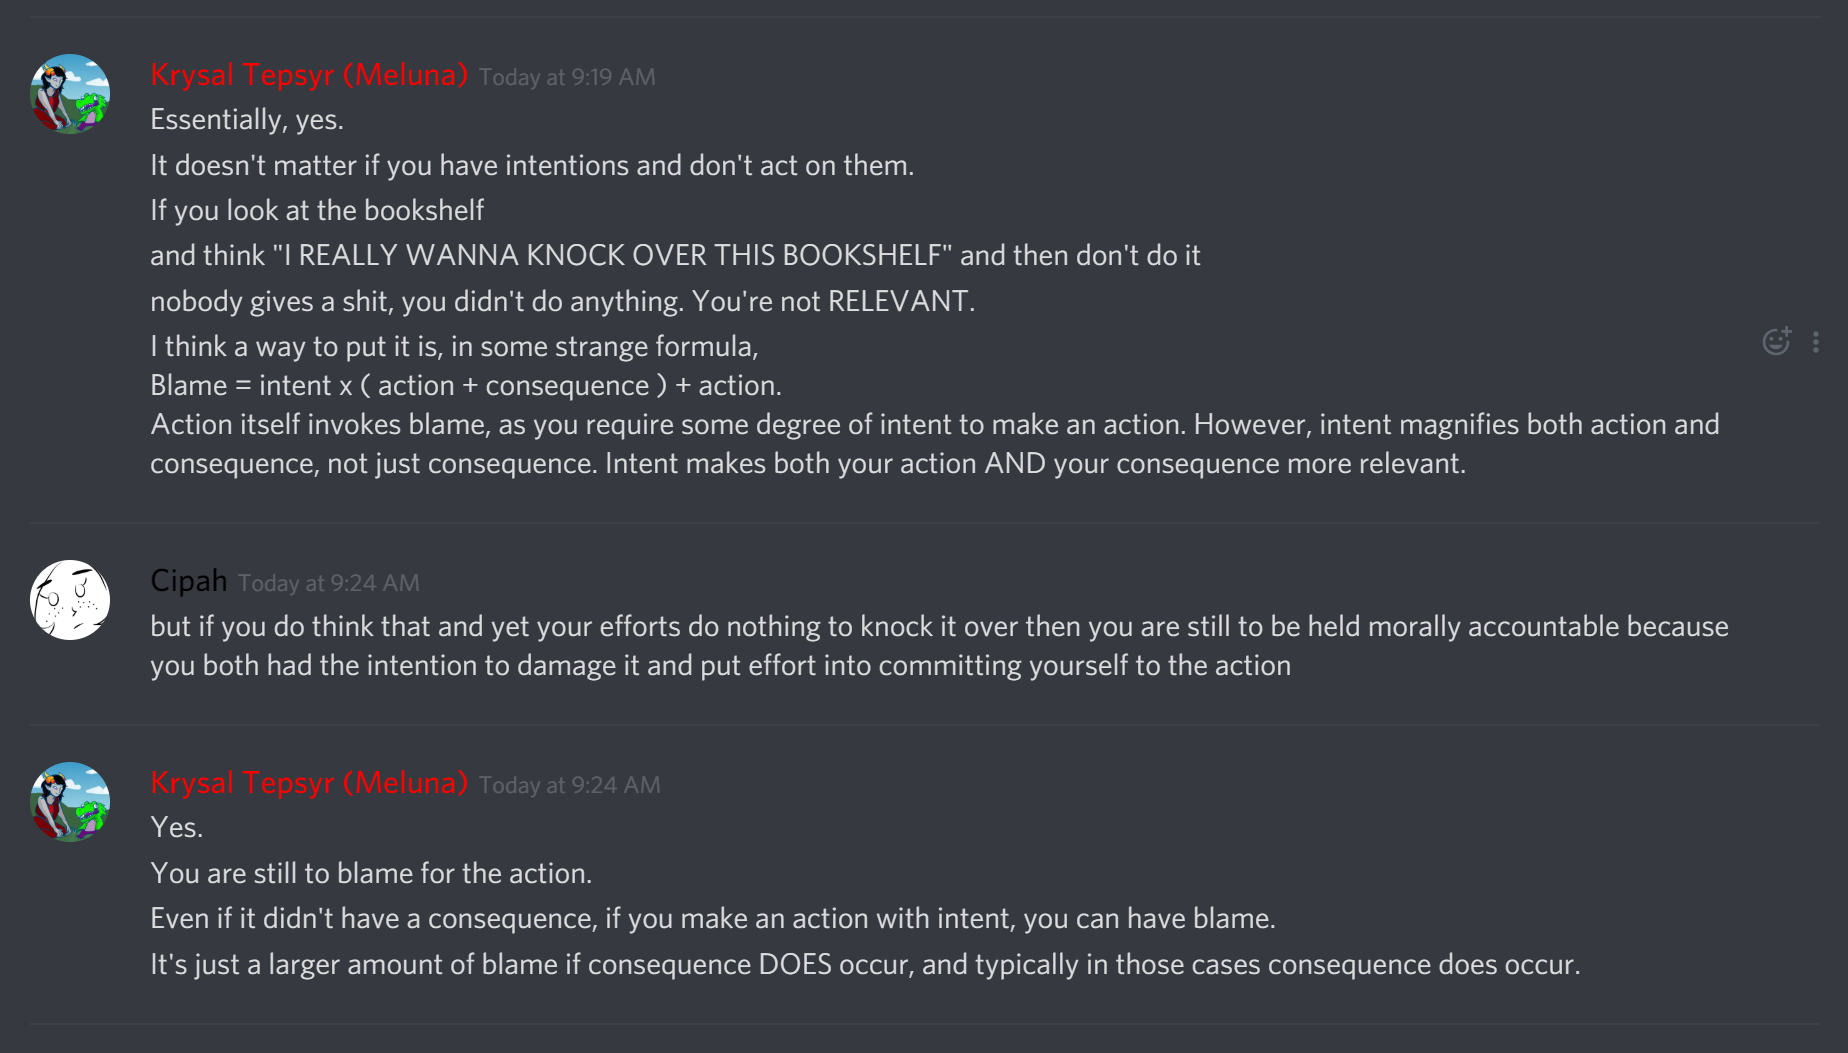 Krysal Tepsyr (Meluna) Today at 9:19 AM
Essentially, yes.
It doesn't matter if you have intentions and don't act on them.
If you look at the bookshelf
and think "I REALLY WANNA KNOCK OVER THIS BOOKSHELF" and then don't do it
nobody gives a shit, you didn't do anything. You're not RELEVANT.
I think a way to put it is, in some strange formula,
Blame = intent x ( action + consequence ) + action.
Action itself invokes blame, as you require some degree of intent to make an action. However, intent magnifies both action and
consequence, not just consequence. Intent makes both your action AND your consequence more relevant.
Cipah Today at 9:24 AM
but if you do think that and yet your efforts do nothing to knock it over then you are still to be held morally accountable because
you both had the intention to damage it and put effort into committing yourself to the action
Krysal Tepsyr (Meluna) Today at 9:24 AM
Yes.
You are still to blame for the action.
Even if it didn't have a consequence, if you make an action with intent, you can have blame.
It's just a larger amount of blame if consequence DOES occur, and typically in those cases consequence does occur.